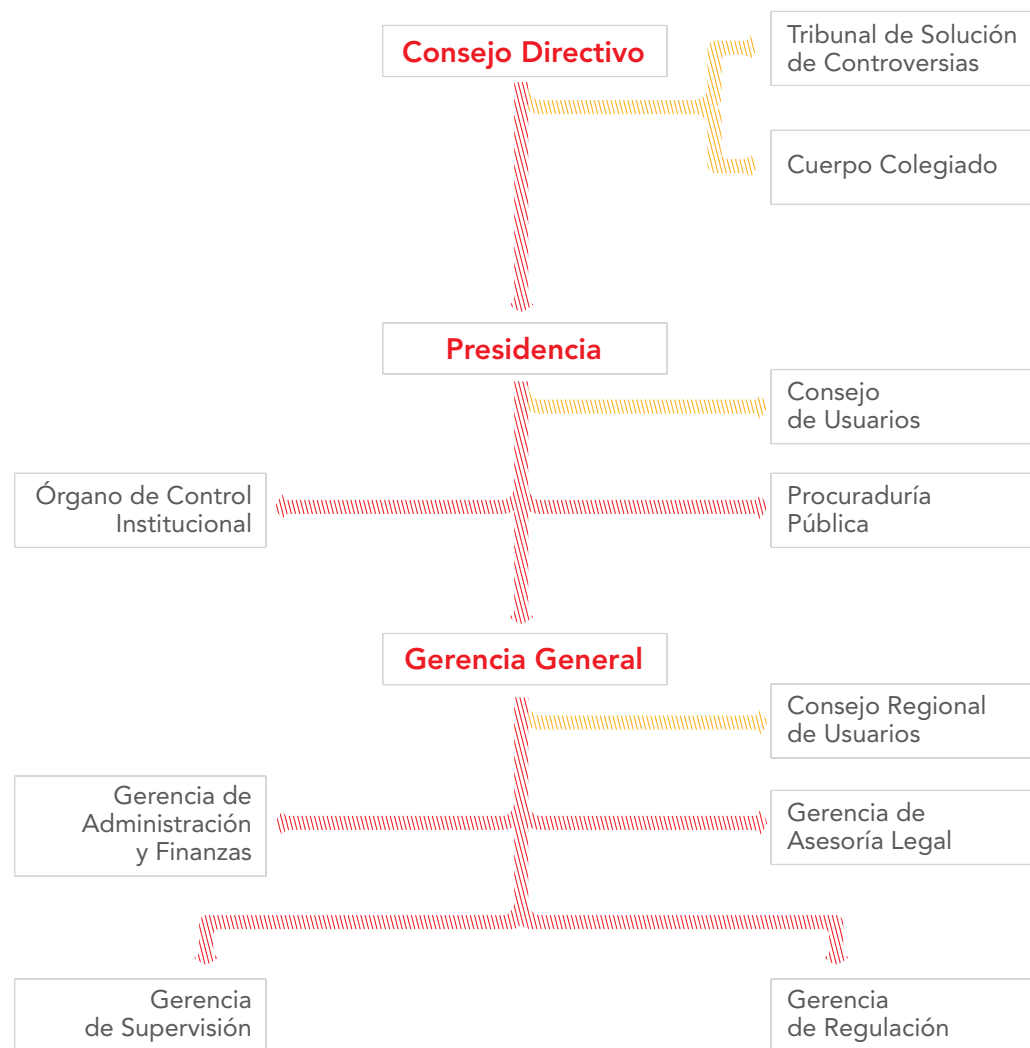 Consejo Directivo
Tribunal de Solución
de Controversias
Cuerpo Colegiado
Presidencia
Consejo
de Usuarios
Órgano de Control
Institucional
Procuraduría
Pública
Gerencia General
Consejo Regional
de Usuarios
Gerencia de
Administración
y Finanzas
Gerencia de
Asesoría Legal
Gerencia
de Supervisión
Gerencia
de Regulación